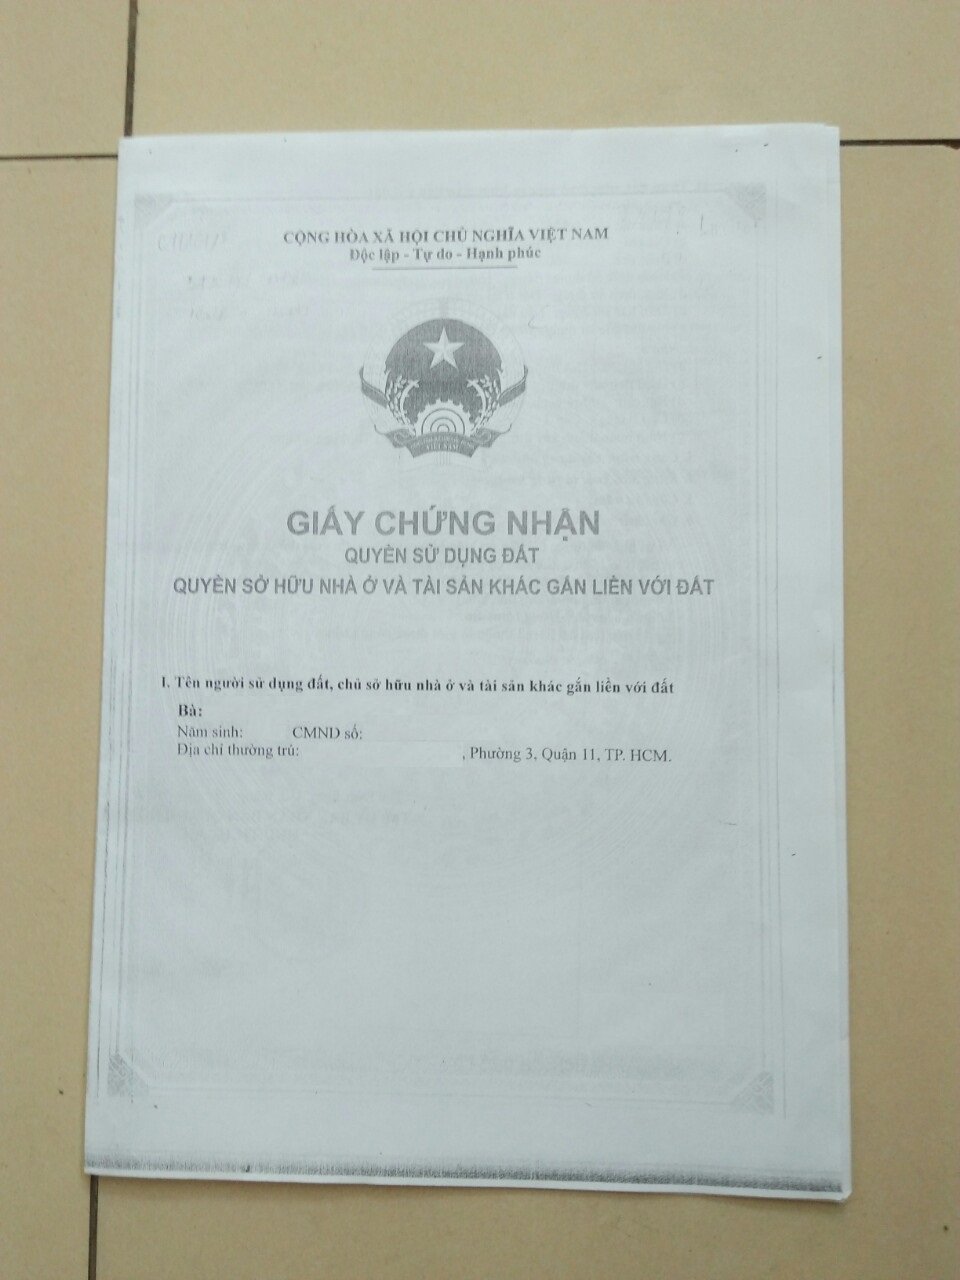 CỘNG HÒA XÃ HỘI CHỦ NGHĨA VIỆT NAM
Độc lập - Tự do - Hạnh phúc
VIỆT NAM
GIẤY CHỨNG NHẬN
QUYỀN SỬ DỤNG ĐẤT
QUYỀN SỞ HỮU NHÀ Ở VÀ TÀI SẢN KHÁC GẮN LIỀN VỚI ĐẤT
I. Tên người sử dụng đất, chủ sở hữu nhà ở và tài sản khác gắn liền với đất
Bà:
Năm sinh: CMND số:
Địa chỉ thường trú: , Phường 3, Quận 11, TP. HCM.